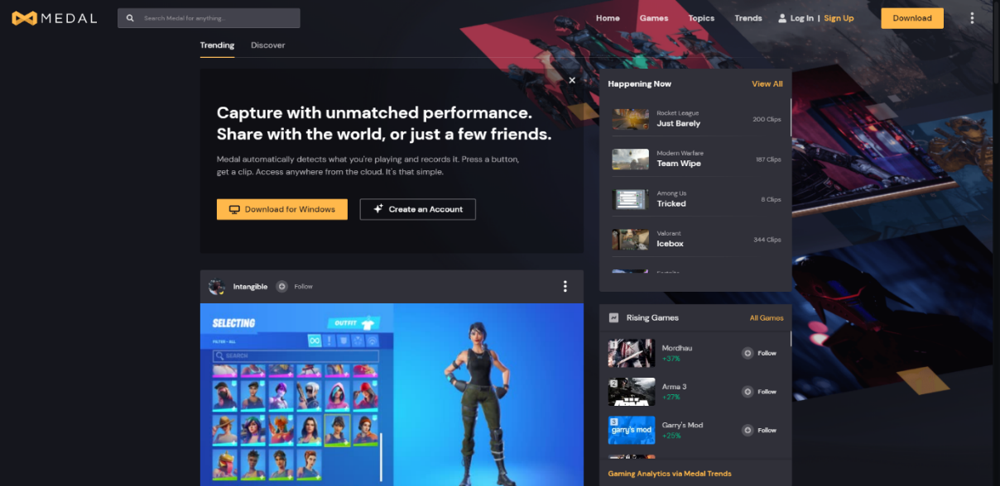 MEDAL
Search Medal for anything...
Home
Games
Topics
Trends
Log In | Sign Up
Download
Trending
Discover
Capture with unmatched performance.
Share with the world, or just a few friends.
Medal automatically detects what you're playing and records it. Press a button,
get a clip. Access anywhere from the cloud. It's that simple.
Download for Windows
Create an Account
Happening Now
View All
Rocket League
Just Barely
200 Clips
Modern Warfare
Team Wipe
187 Clips
Among Us
Tricked
8 Clips
Valorant
Icebox
344 Clips
Intangible
Follow
SELECTING
OUTFIT
FILTER - ALL
SEARCH
Rising Games
All Games
1
Mordhau
+37%
Follow
2
Arma 3
+27%
Follow
3
garry's mod
Garry's Mod
+25%
Follow
Gaming Analytics via Medal Trends